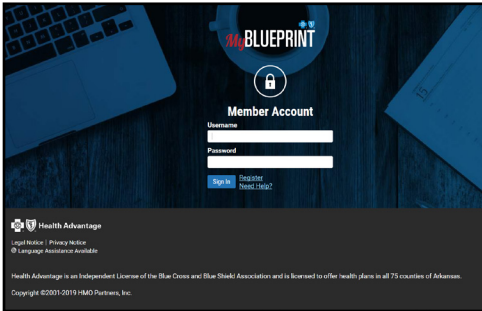 MyBLUEPRINT
Member Account
Username
Password
Sign In
Register
Need Help?
Health Advantage
Legal Notice | Privacy Notice
Language Assistance Available
Health Advantage is an Independent License of the Blue Cross and Blue Shield Association and is licensed to offer health plans in all 75 counties of Arkansas.
Copyright ©2001-2019 HMO Partners, Inc.